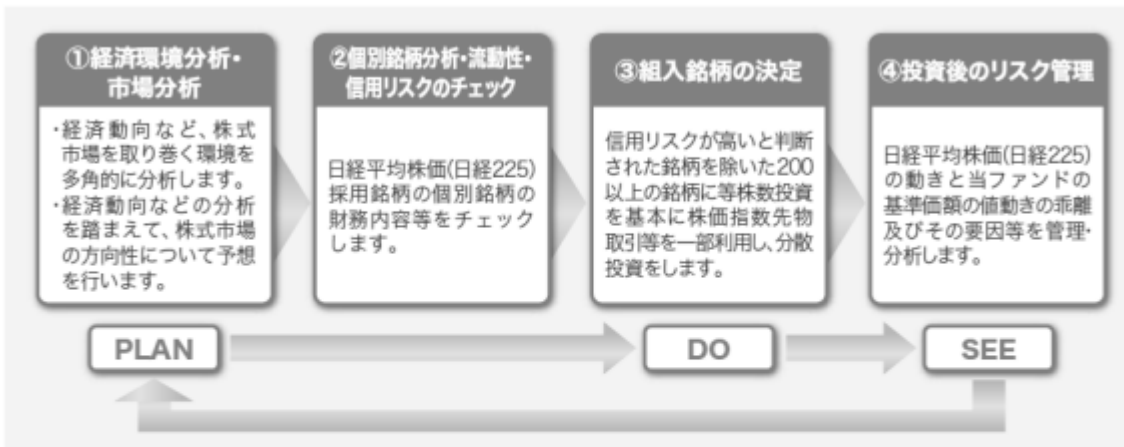 ①経済環境分析・
市場分析
・経済動向など、株式
市場を取り巻く環境を
多角的に分析します。
・経済動向などの分析
を踏まえて、株式市場
の方向性について予想
を行います。
②個別銘柄分析・流動性・
信用リスクのチェック
日経平均株価(日経225)
採用銘柄の個別銘柄の
財務内容等をチェック
します。
③組入銘柄の決定
信用リスクが高いと判断
された銘柄を除いた200
以上の銘柄に等株数投資
を基本に株価指数先物
取引等を一部利用し、分散
投資をします。
④投資後のリスク管理
日経平均株価(日経225)
の動きと当ファンドの
基準価額の値動きの乖離
及びその要因等を管理・
分析します。
PLAN
DO
SEE